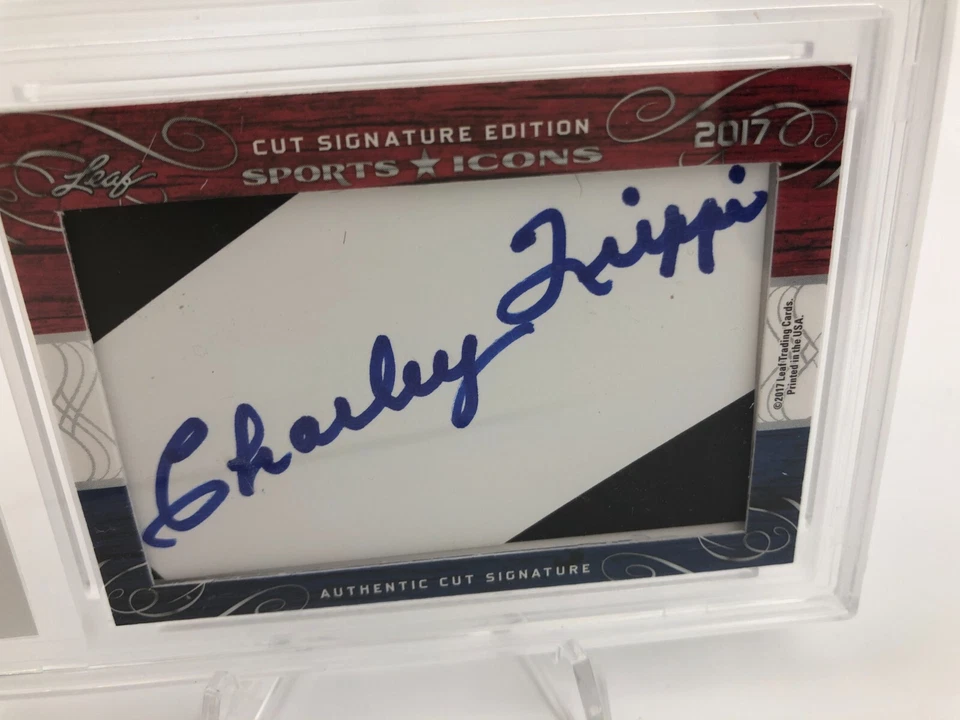 CUT SIGNATURE EDITION
SPORTS ★ ICONS
2017
Leaf
Charley Trippi
©2017 Leaf Trading Cards.
Printed in the USA.
AUTHENTIC CUT SIGNATURE